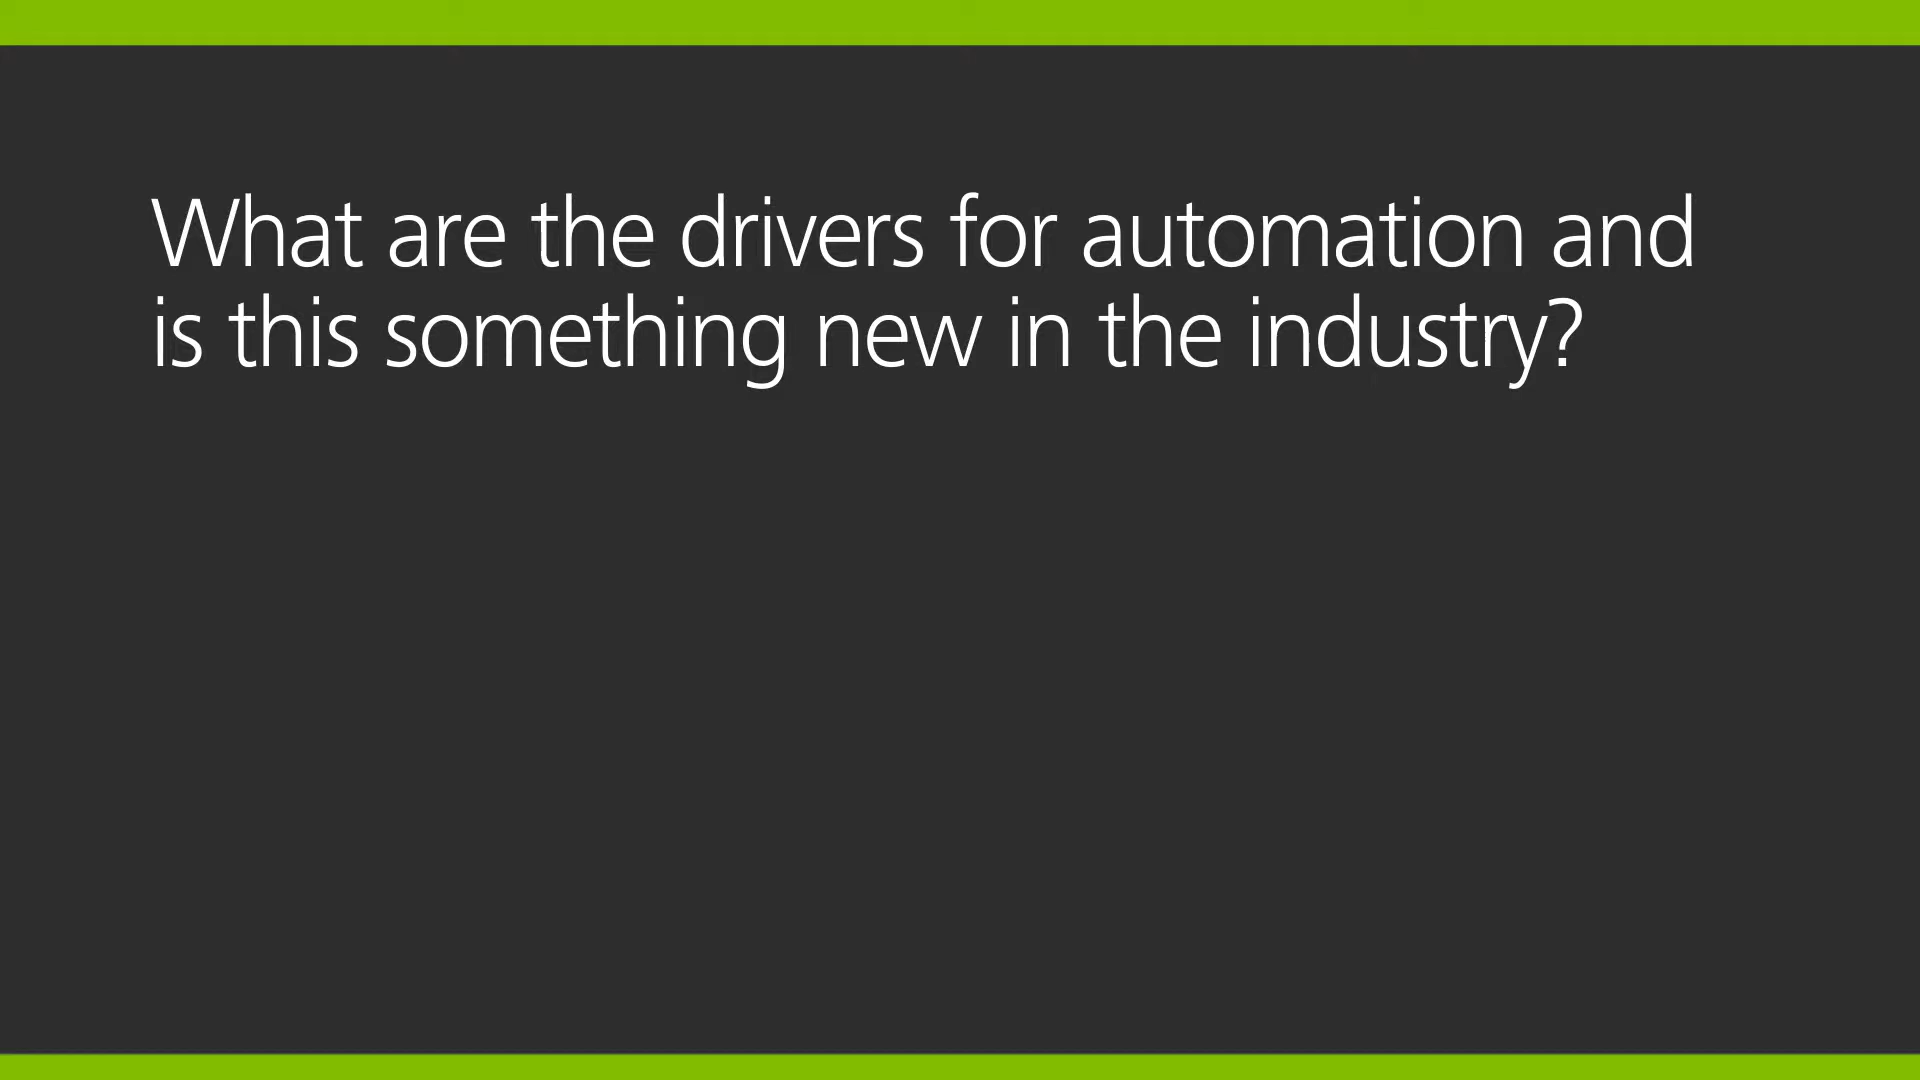 What are the drivers for automation and
is this something new in the industry?